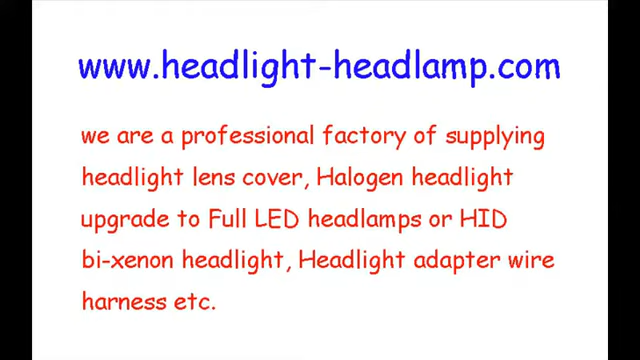 www.headlight-headlamp.com
we are a professional factory of supplying
headlight lens cover, Halogen headlight
upgrade to Full LED headlamps or HID
bi-xenon headlight, Headlight adapter wire
harness etc.